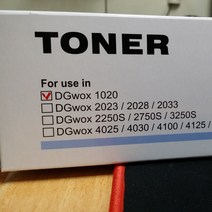 TONER
For use in
DGwox 1020
DGwox 2023 / 2028 / 2033
DGwox 2250S / 2750S / 3250S
DGwox 4025 / 4030 / 4100 / 4125 /